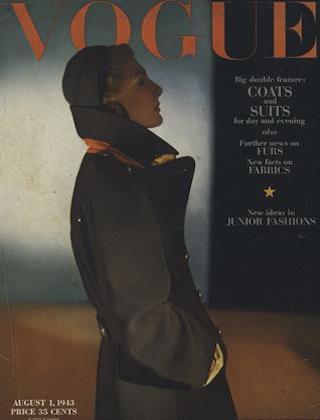 VOGUE
Big double feature:
COATS
and
SUITS
for day and evening
also
Further news on
FURS
New facts on
FABRICS
New ideas in
JUNIOR FASHIONS
AUGUST 1, 1943
PRICE 35 CENTS